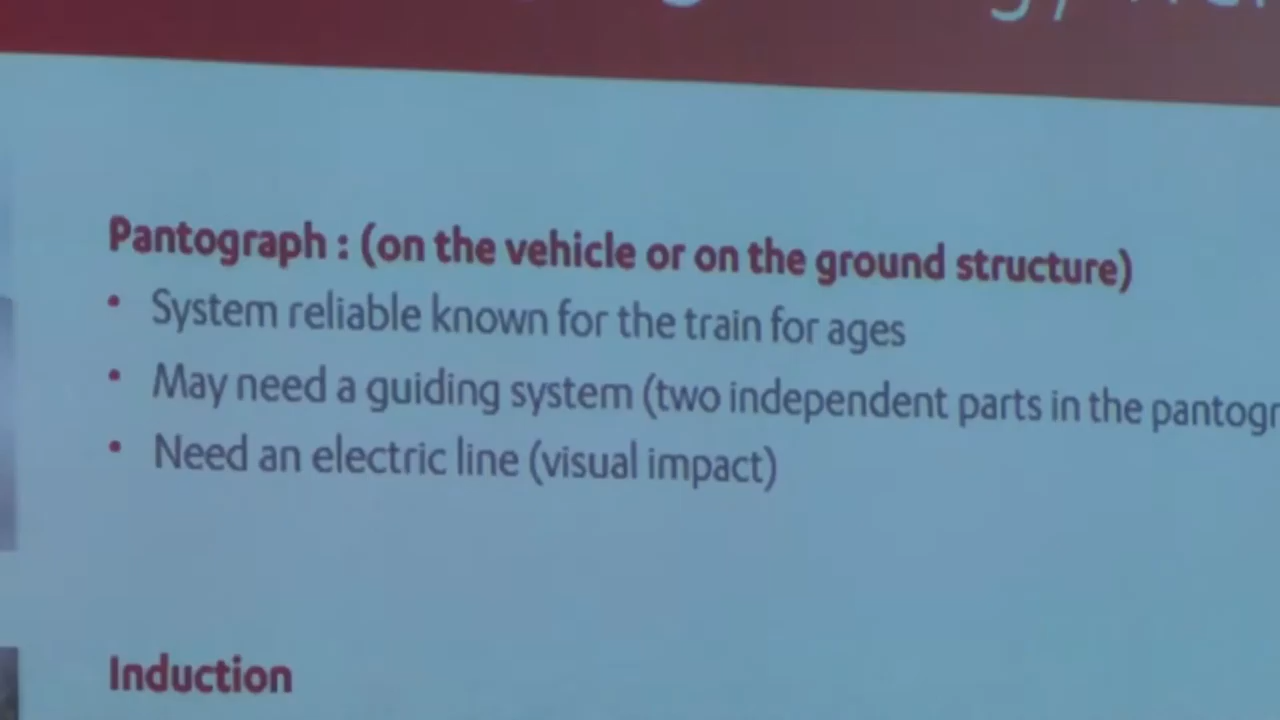 Pantograph : (on the vehicle or on the ground structure)
• System reliable known for the train for ages
• May need a guiding system (two independent parts in the
• Need an electric line (visual impact)
Induction